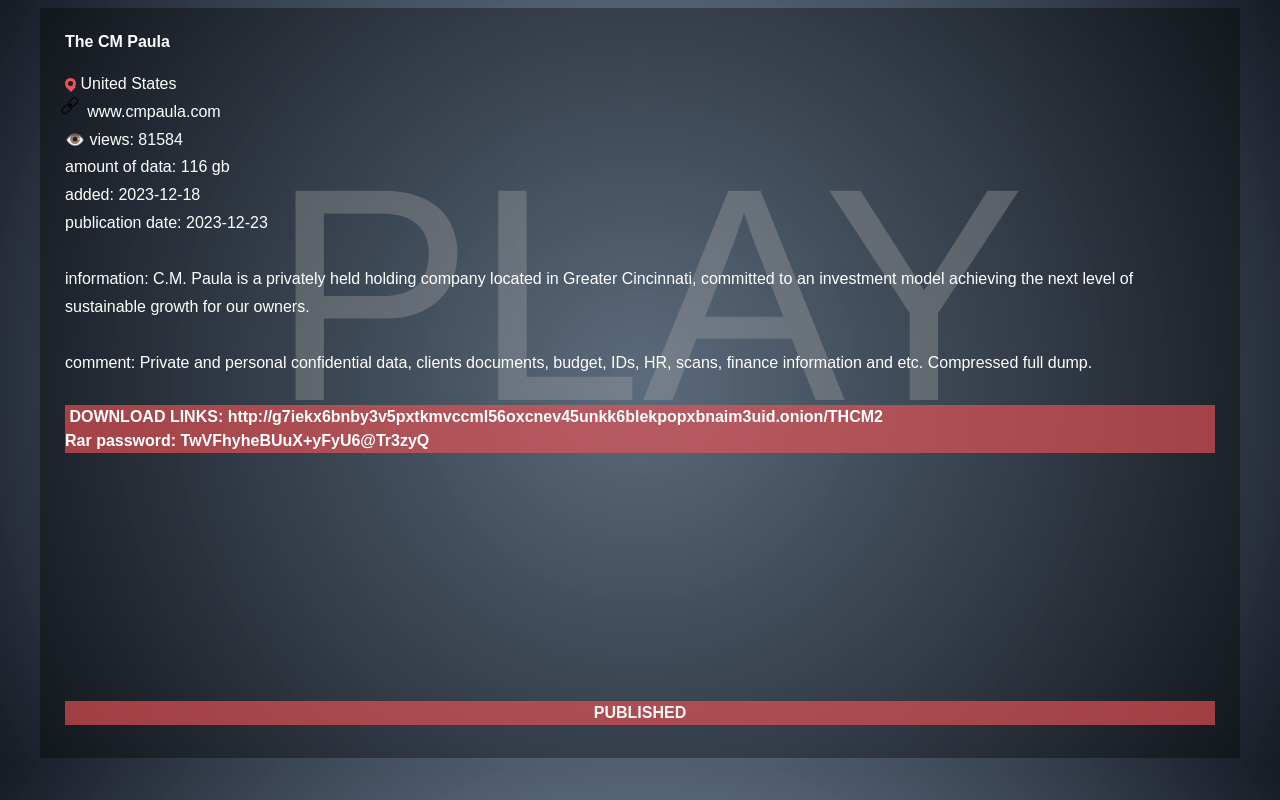 The CM Paula
United States
www.cmpaula.com
views: 81584
amount of data: 116 gb
added: 2023-12-18
publication date: 2023-12-23
information: C.M. Paula is a privately held holding company located in Greater Cincinnati, committed to an investment model achieving the next level of
sustainable growth for our owners.
comment: Private and personal confidential data, clients documents, budget, IDs, HR, scans, finance information and etc. Compressed full dump.
DOWNLOAD LINKS: http://g7iekx6bnby3v5pxtkmvccml56oxcnev45unkk6blekpopxbnaim3uid.onion/THCM2
Rar password: TwVFhyheBUuX+yFyU6@Tr3zyQ
PLAY
PUBLISHED